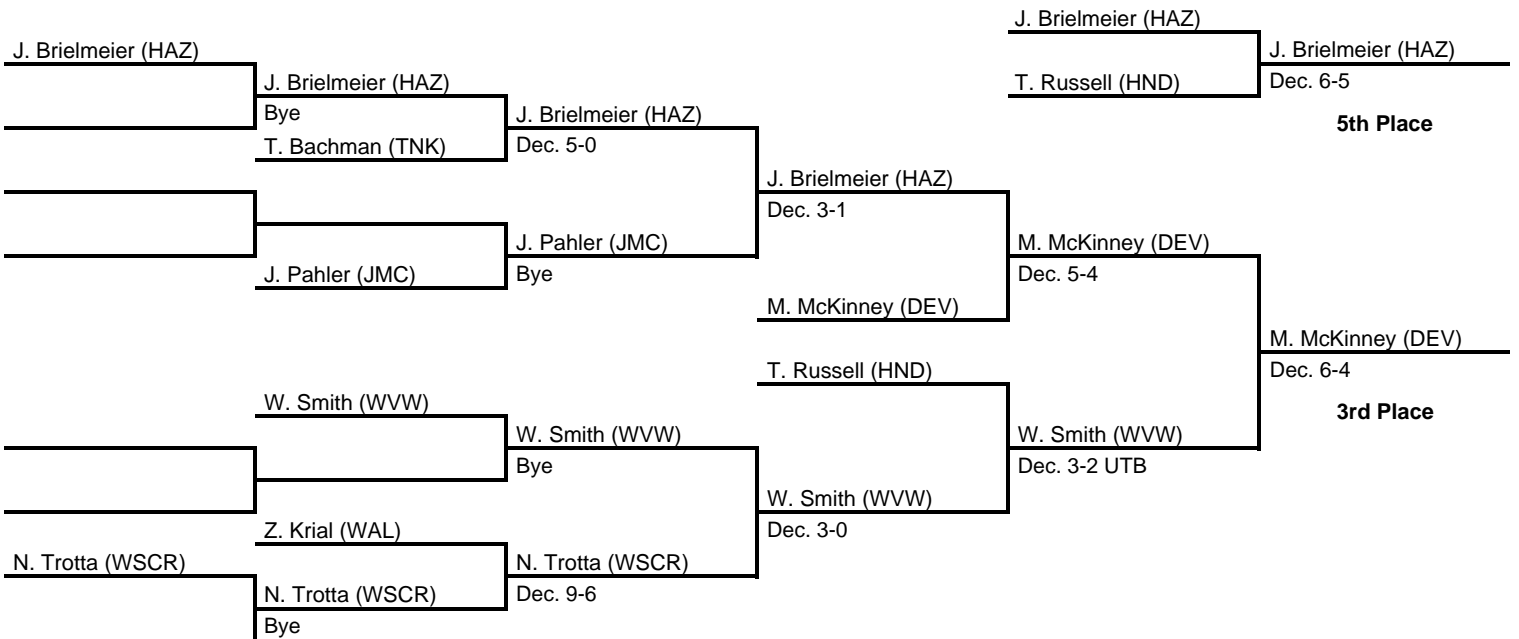 J. Brielmeier (HAZ)
J. Brielmeier (HAZ)
J. Brielmeier (HAZ)
T. Russell (HND)
Dec. 6-5
5th Place
J. Brielmeier (HAZ)
Bye
J. Brielmeier (HAZ)
T. Bachman (TNK)
Dec. 5-0
J. Brielmeier (HAZ)
Dec. 3-1
J. Pahler (JMC)
M. McKinney (DEV)
J. Pahler (JMC)
Bye
Dec. 5-4
M. McKinney (DEV)
M. McKinney (DEV)
T. Russell (HND)
Dec. 6-4
3rd Place
W. Smith (WVW)
W. Smith (WVW)
W. Smith (WVW)
Bye
Dec. 3-2 UTB
W. Smith (WVW)
Z. Krial (WAL)
Dec. 3-0
N. Trotta (WSCR)
N. Trotta (WSCR)
N. Trotta (WSCR)
Dec. 9-6
Bye